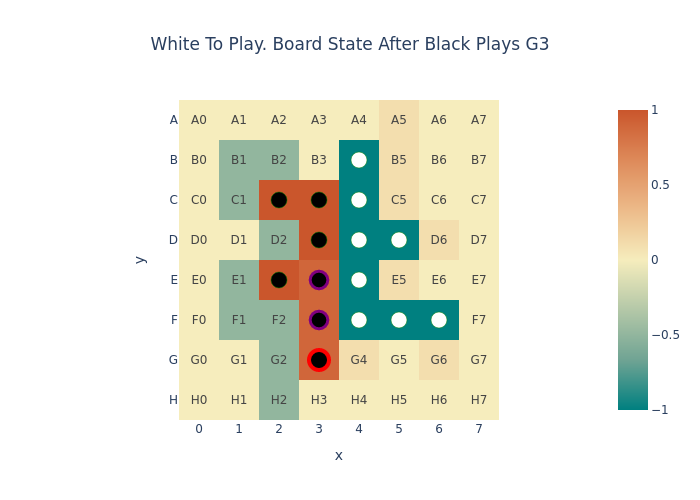 White To Play. Board State After Black Plays G3
A A0 A1 A2 A3 A4 A5 A6 A7
B B0 B1 B2 B3 B5 B6 B7
C C0 C1 C5 C6 C7
D D0 D1 D2 D6 D7
E E0 E1 E5 E6 E7
F F0 F1 F2 F7
G G0 G1 G2 G4 G5 G6 G7
H H0 H1 H2 H3 H4 H5 H6 H7
0 1 2 3 4 5 6 7
x
y
1
0.5
0
−0.5
−1